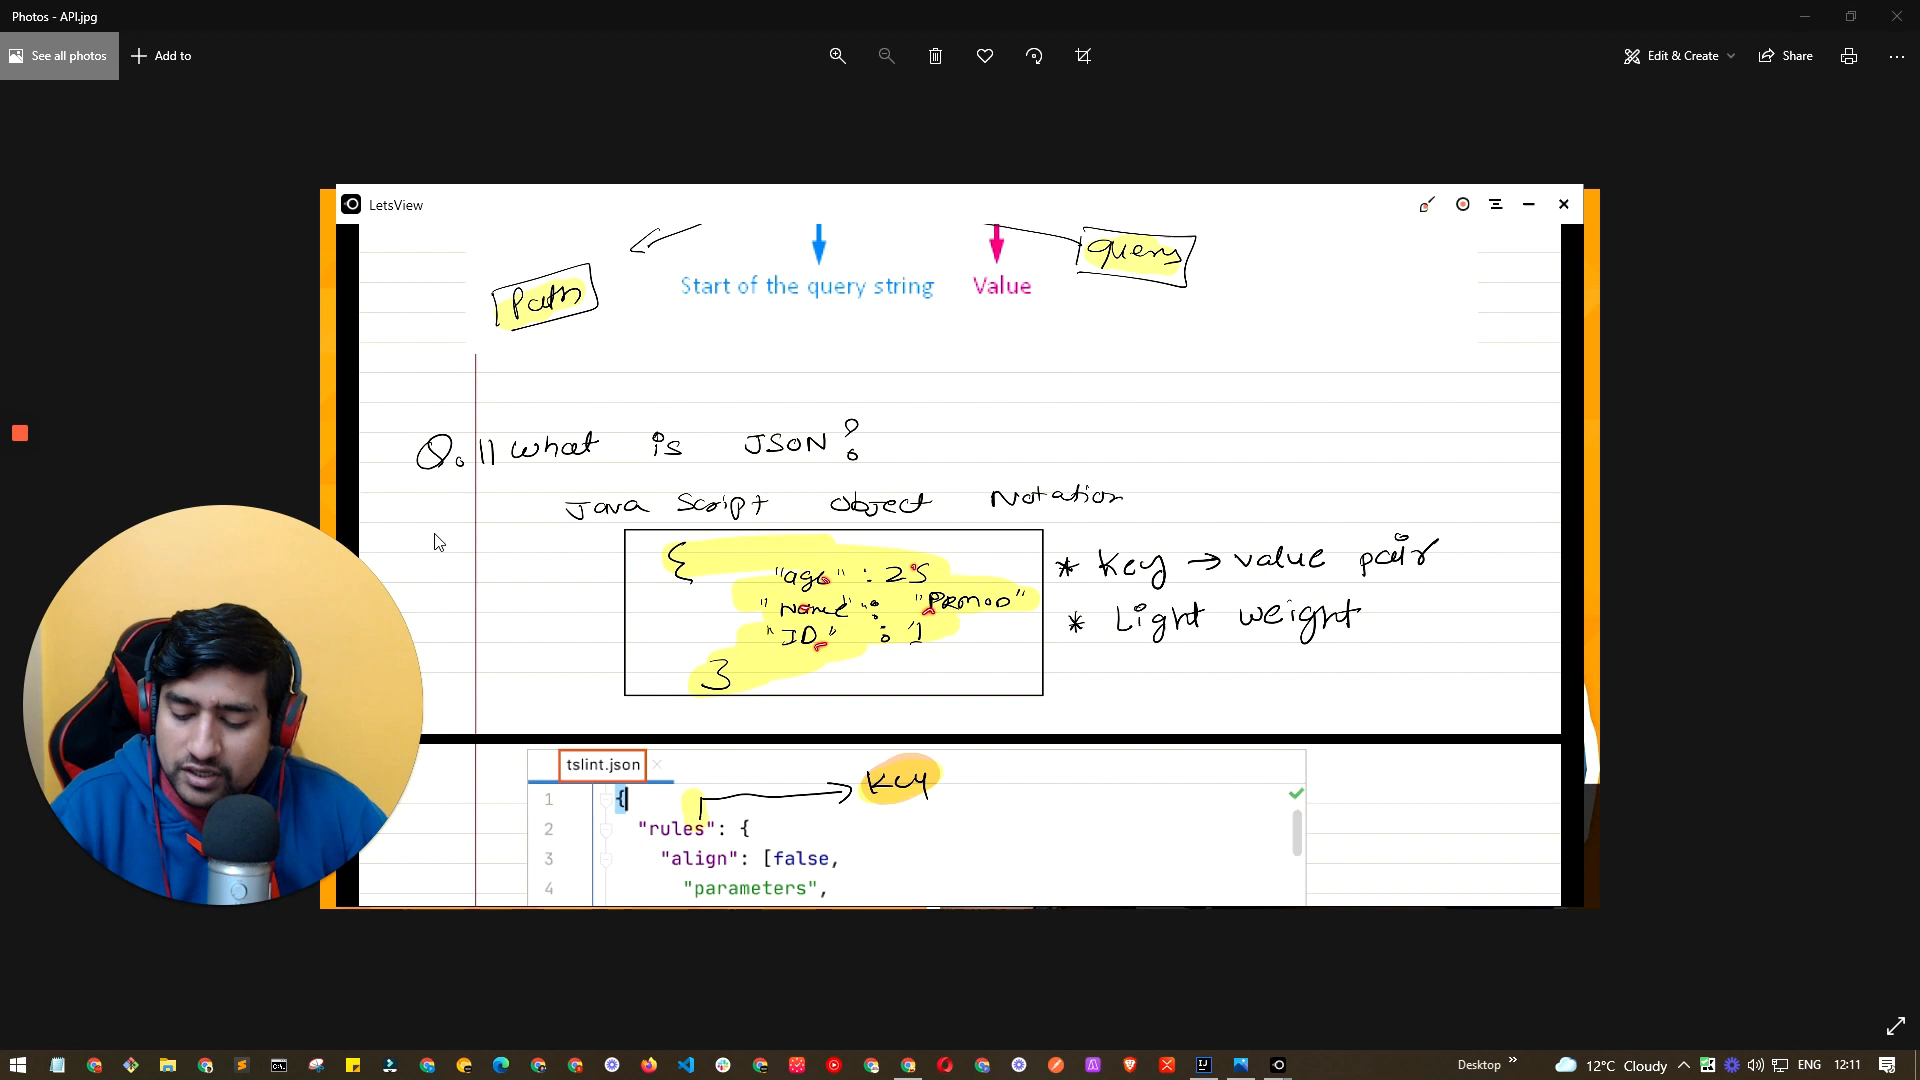 Photos - API.jpg
See all photos
Add to
Edit & Create
Share
LetsView
Path
Start of the query string
Value
query
Q.11 what is JSON?
Java Script Object Notation
{
"age" : 25
"Name" : "PRMOD"
"ID" : 1
}
* Key → value pair
* Light weight
tslint.json
Key
1 {
2 "rules": {
3 "align": [false,
4 "parameters",
Desktop
12°C Cloudy
ENG
12:11